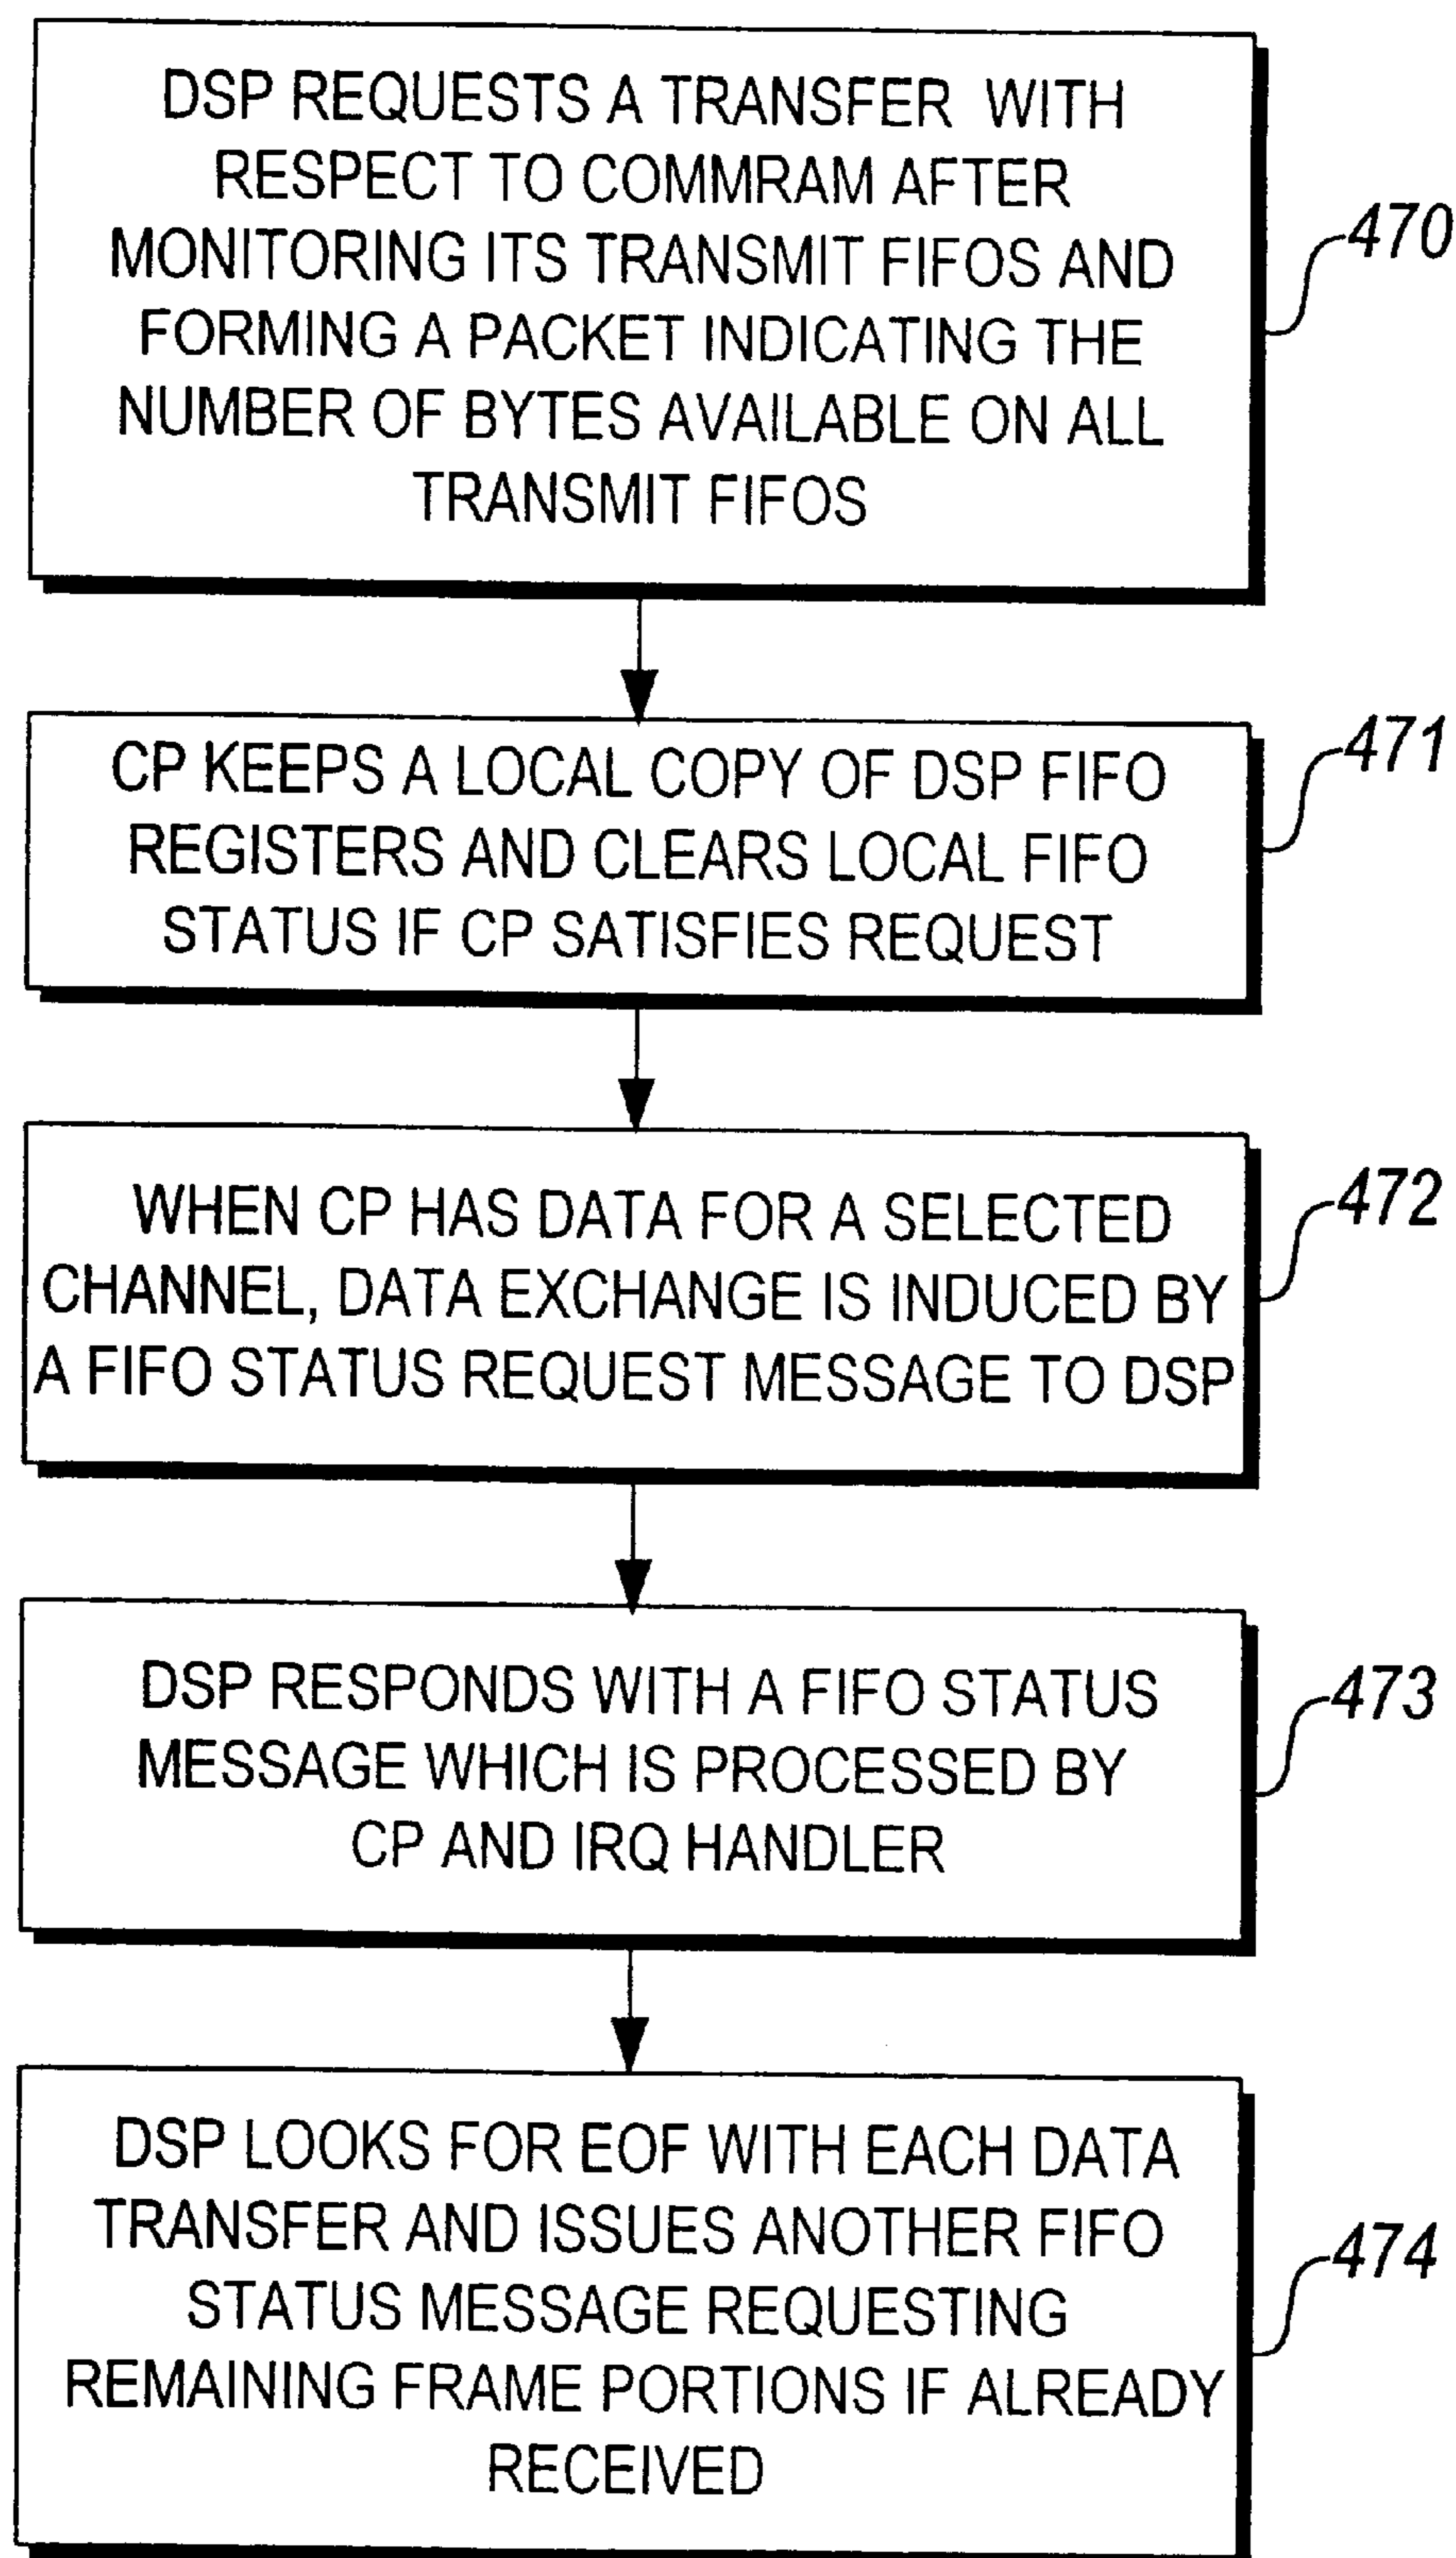 DSP REQUESTS A TRANSFER WITH
RESPECT TO COMMRAM AFTER
MONITORING ITS TRANSMIT FIFOS AND
FORMING A PACKET INDICATING THE
NUMBER OF BYTES AVAILABLE ON ALL
TRANSMIT FIFOS
470
CP KEEPS A LOCAL COPY OF DSP FIFO
REGISTERS AND CLEARS LOCAL FIFO
STATUS IF CP SATISFIES REQUEST
471
WHEN CP HAS DATA FOR A SELECTED
CHANNEL, DATA EXCHANGE IS INDUCED BY
A FIFO STATUS REQUEST MESSAGE TO DSP
472
DSP RESPONDS WITH A FIFO STATUS
MESSAGE WHICH IS PROCESSED BY
CP AND IRQ HANDLER
473
DSP LOOKS FOR EOF WITH EACH DATA
TRANSFER AND ISSUES ANOTHER FIFO
STATUS MESSAGE REQUESTING
REMAINING FRAME PORTIONS IF ALREADY
RECEIVED
474